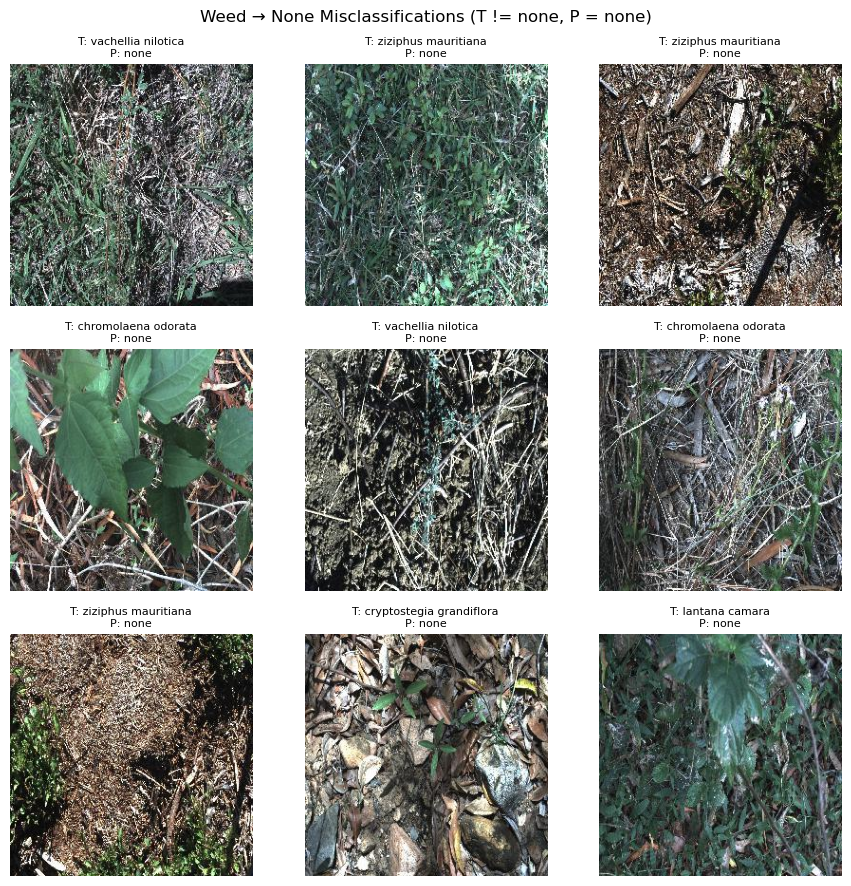 Weed → None Misclassifications (T != none, P = none)
T: vachellia nilotica
P: none
T: ziziphus mauritiana
P: none
T: ziziphus mauritiana
P: none
T: chromolaena odorata
P: none
T: vachellia nilotica
P: none
T: chromolaena odorata
P: none
T: ziziphus mauritiana
P: none
T: cryptostegia grandiflora
P: none
T: lantana camara
P: none